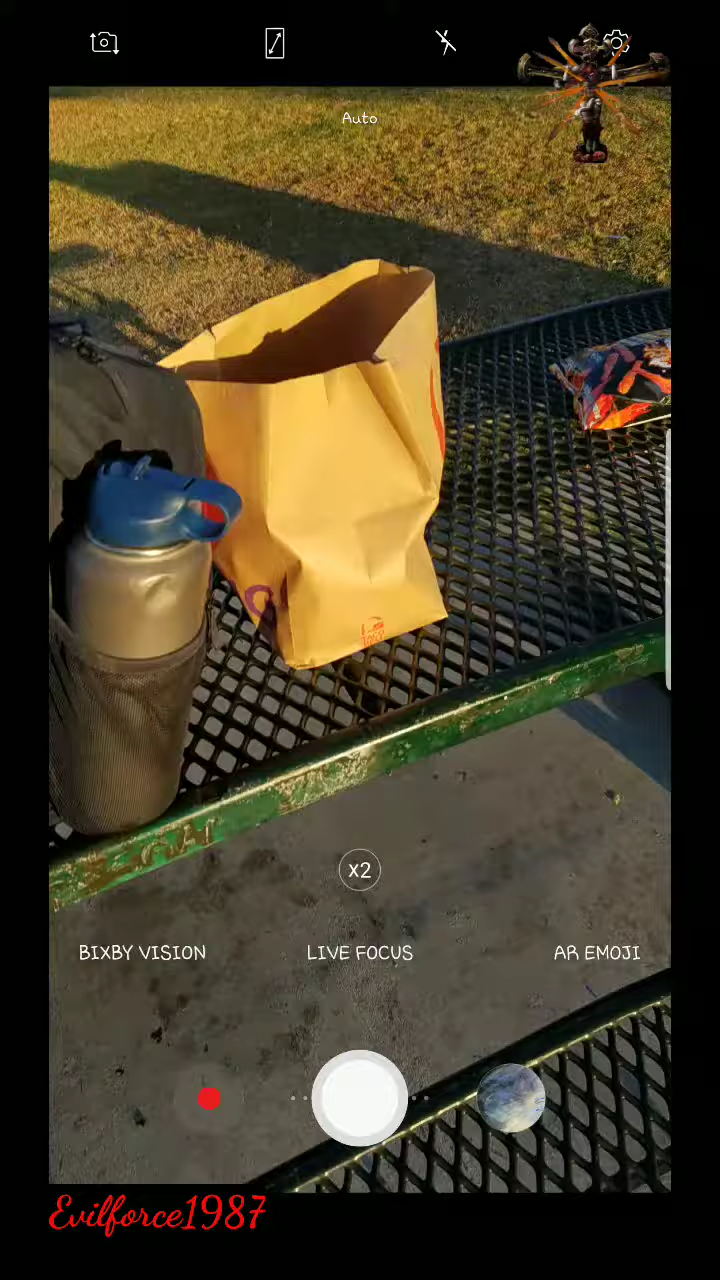 Auto
x2
BIXBY VISION
LIVE FOCUS
AR EMOJI
Evilforce1987